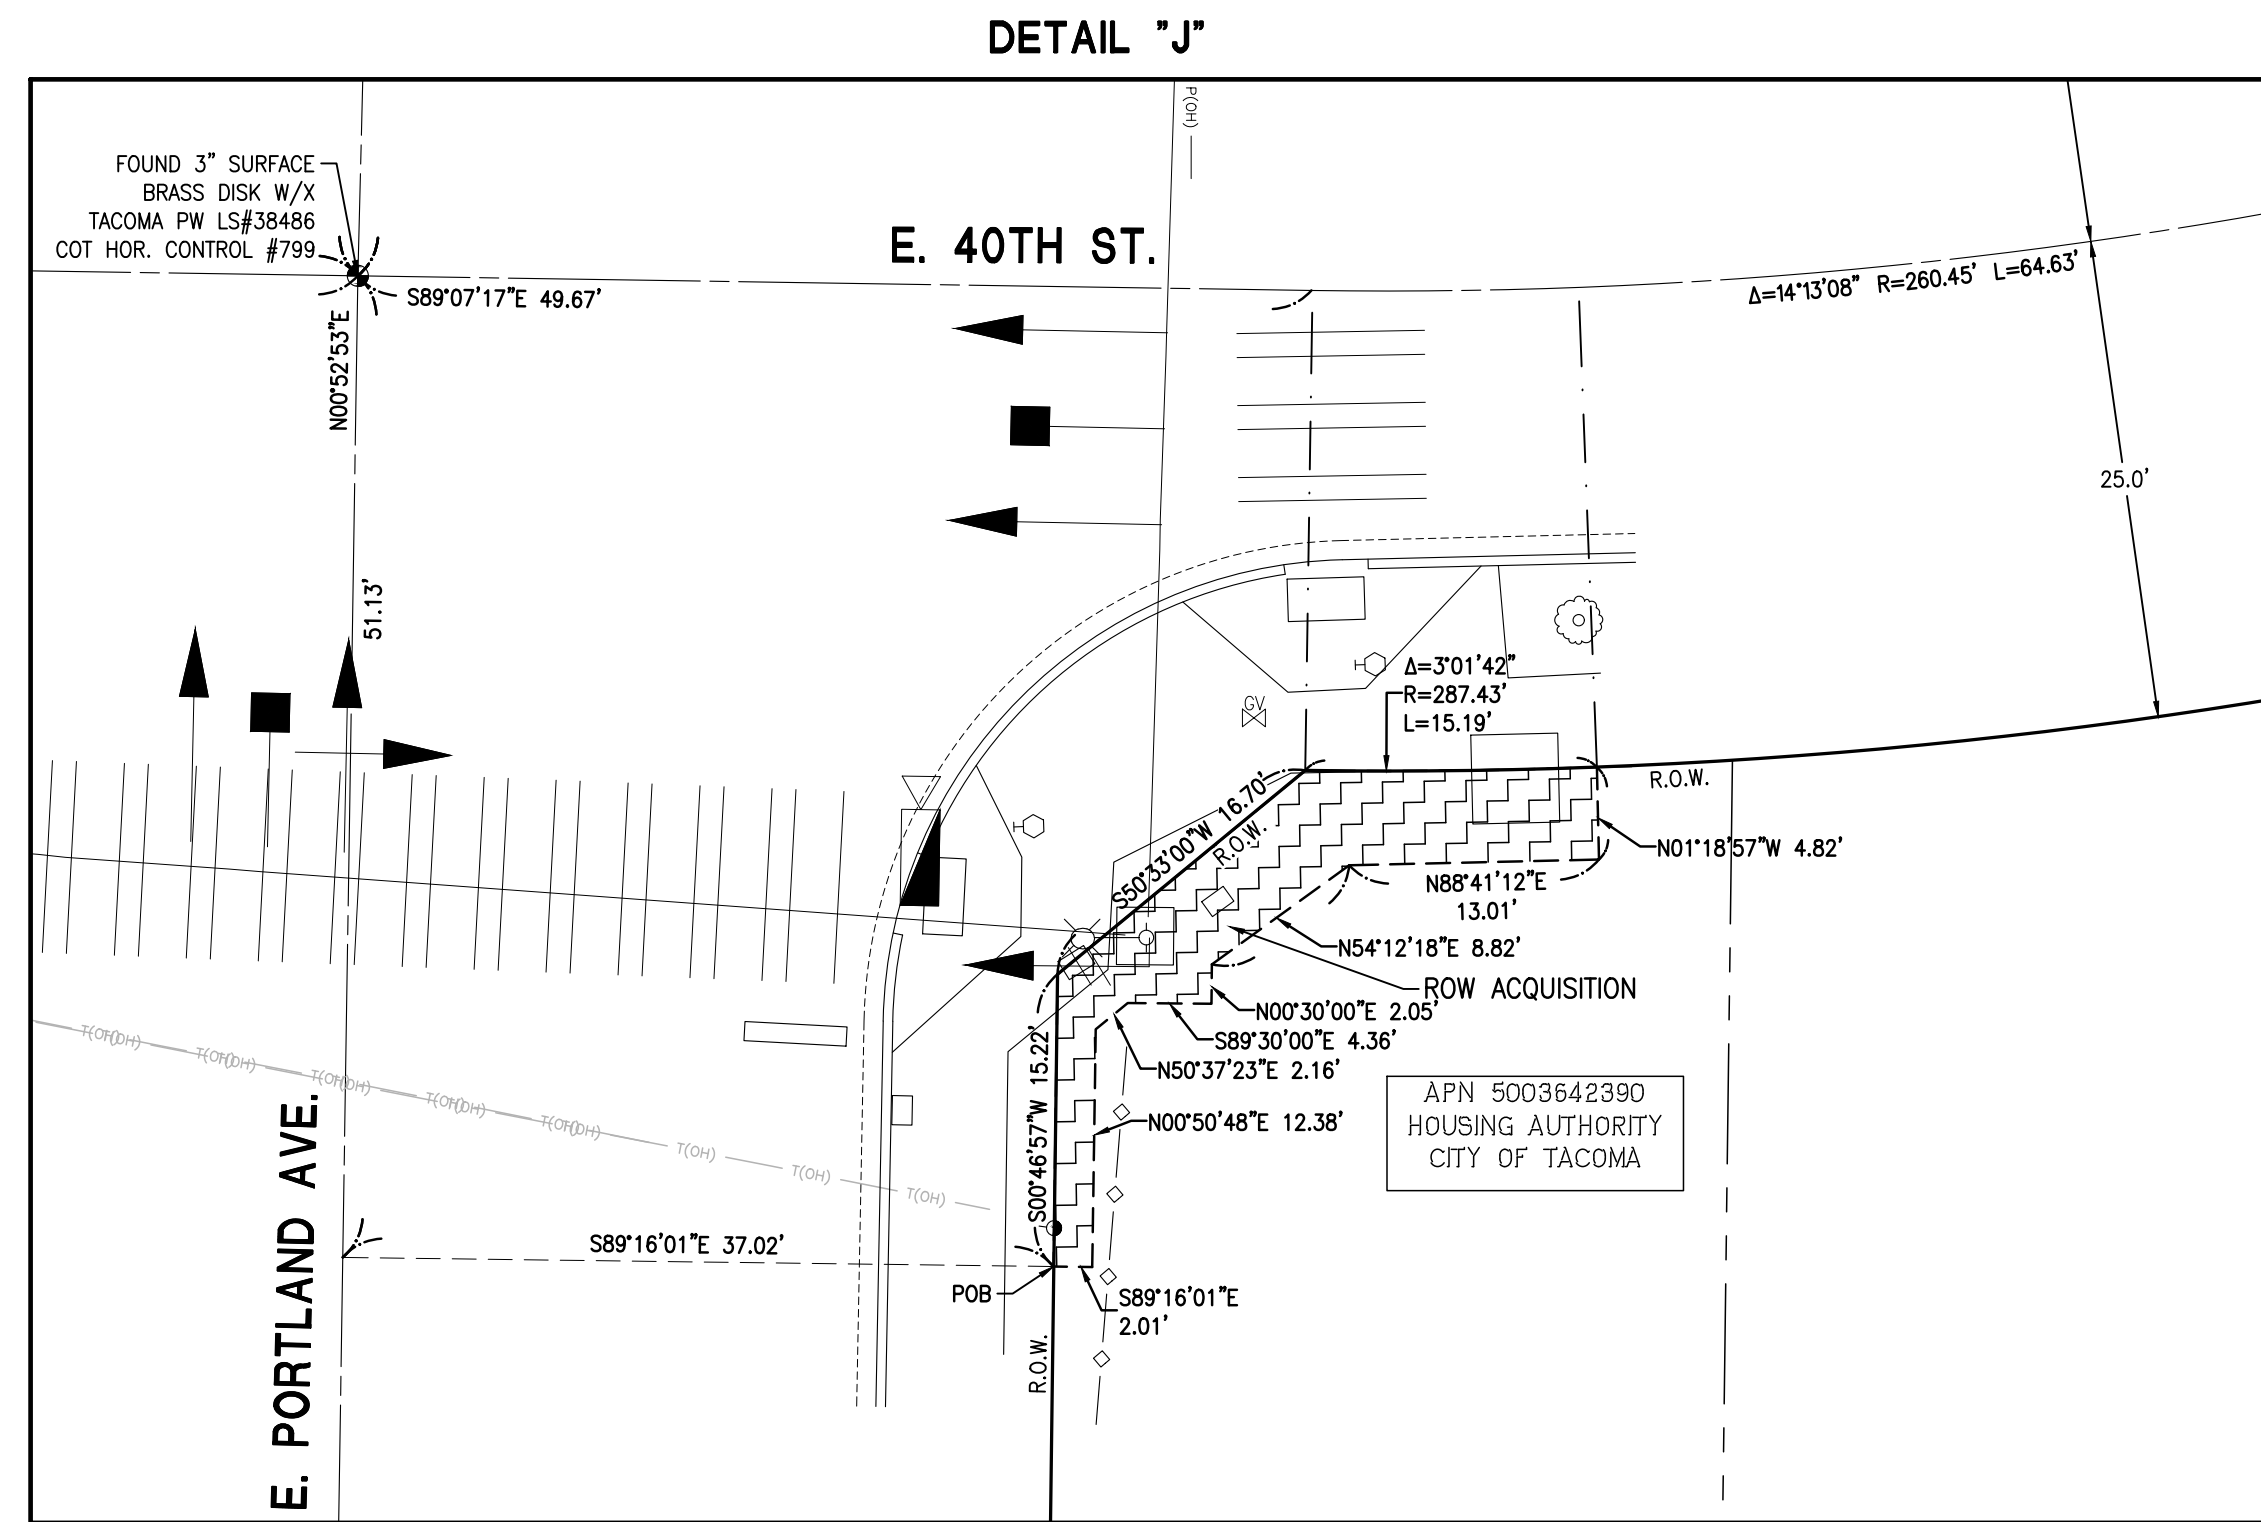 DETAIL "J"
P(OH)
FOUND 3" SURFACE
BRASS DISK W/X
TACOMA PW LS#38486
COT HOR. CONTROL #799
E. 40TH ST.
S89°07'17"E 49.67'
Δ=14°13'08" R=260.45' L=64.63'
N00°52'53"E
51.13'
25.0'
Δ=3°01'42"
R=287.43'
L=15.19'
GV
R.O.W.
S50°33'00"W 16.70'
R.O.W.
N01°18'57"W 4.82'
N88°41'12"E
13.01'
N54°12'18"E 8.82'
ROW ACQUISITION
N00°30'00"E 2.05'
S89°30'00"E 4.36'
N50°37'23"E 2.16'
N00°50'48"E 12.38'
S00°46'57"W 15.22'
APN 5003642390
HOUSING AUTHORITY
CITY OF TACOMA
T(OH)
T(OH)
T(OH)
T(OH)
T(OH)
T(OH)
T(OH)
T(OH)
T(OH)
T(OH)
T(OH)
T(OH)
T(OH)
E. PORTLAND AVE.
S89°16'01"E 37.02'
POB
S89°16'01"E
2.01'
R.O.W.